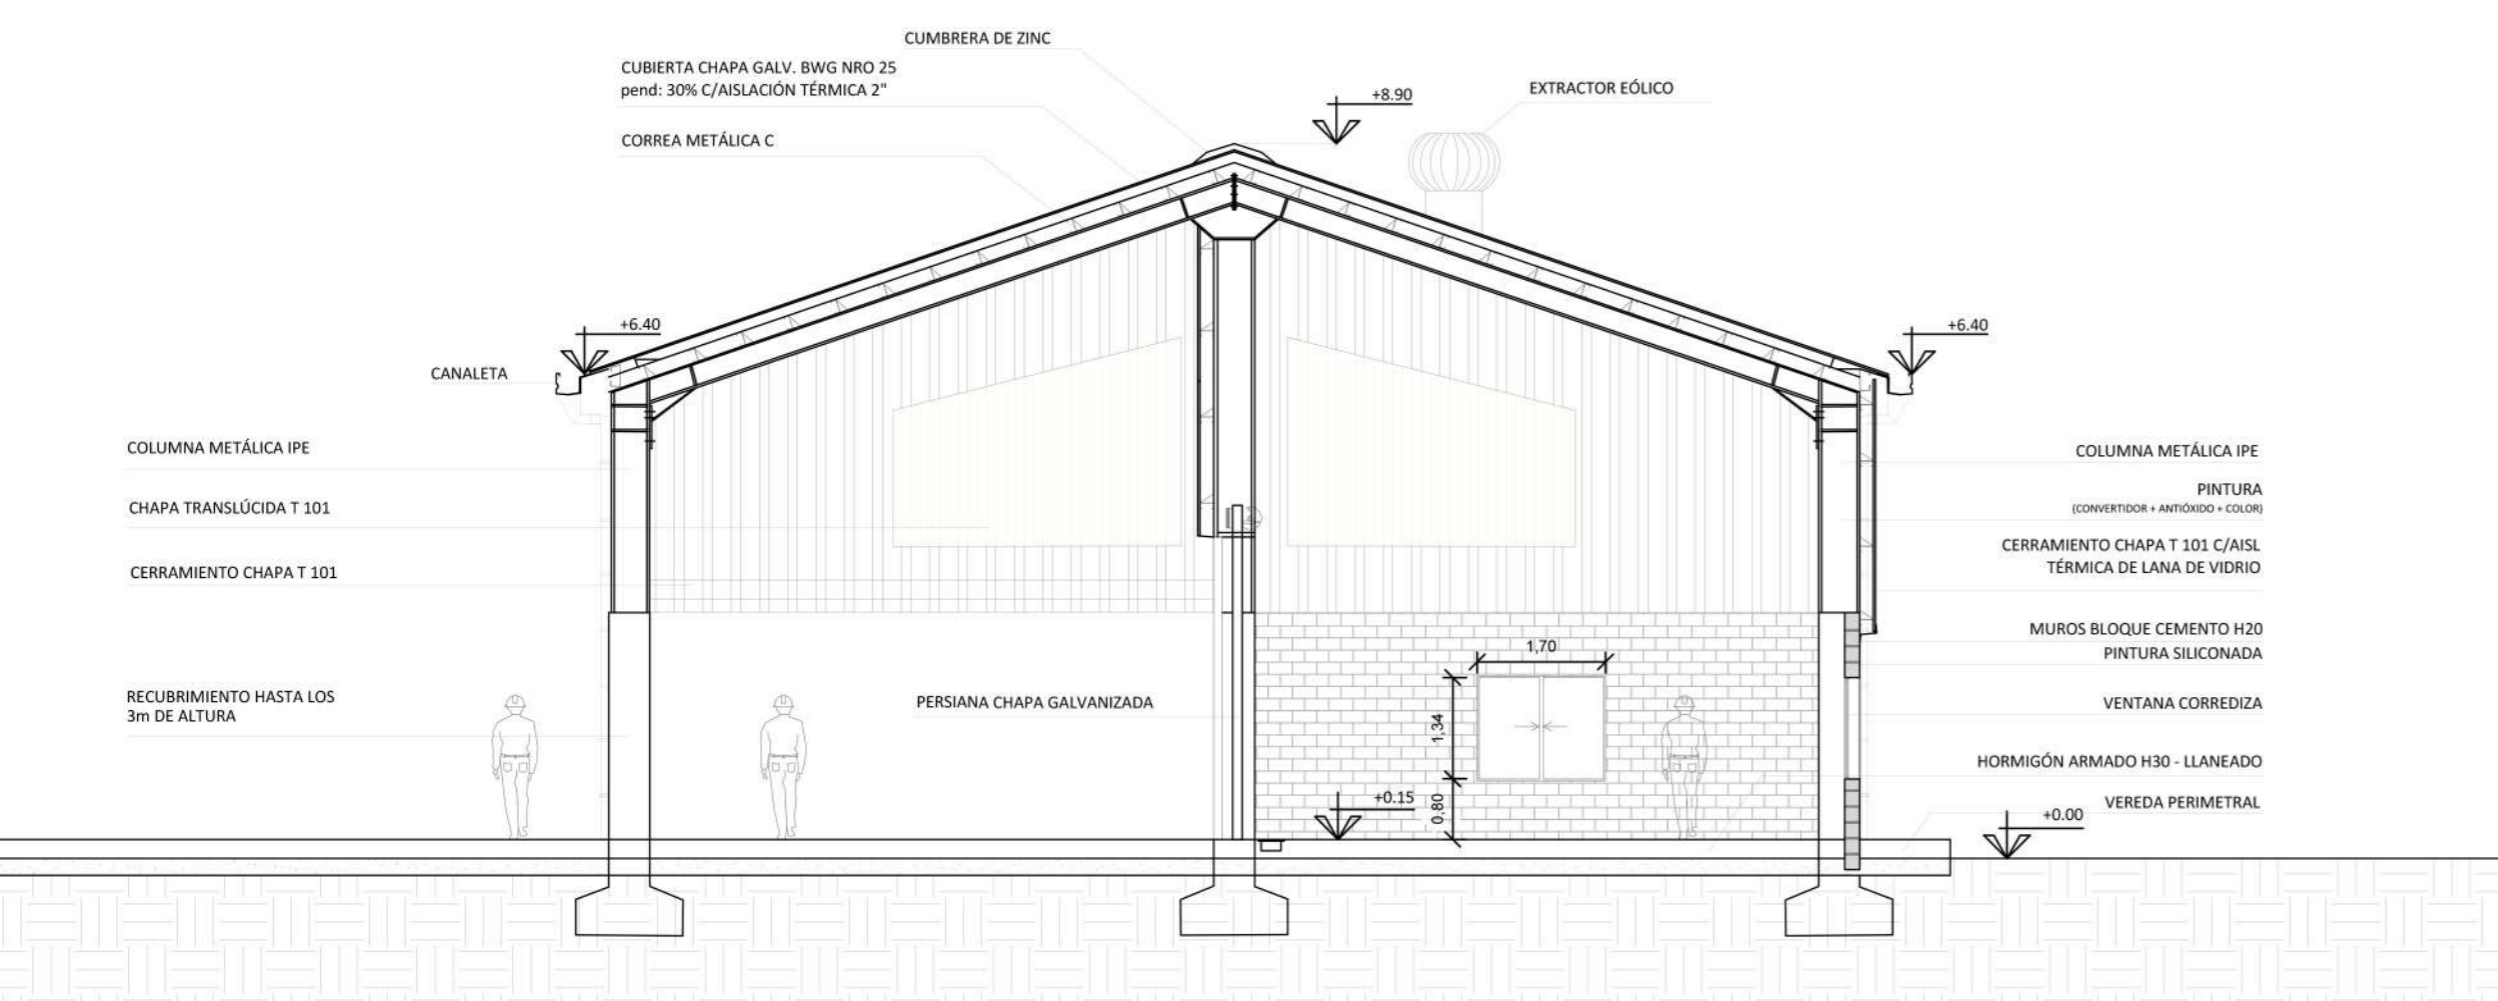 CUMBRERA DE ZINC
CUBIERTA CHAPA GALV. BWG NRO 25
pend: 30% C/AISLACIÓN TÉRMICA 2"
CORREA METÁLICA C
+8.90
EXTRACTOR EÓLICO
+6.40
+6.40
CANALETA
COLUMNA METÁLICA IPE
CHAPA TRANSLÚCIDA T 101
CERRAMIENTO CHAPA T 101
RECUBRIMIENTO HASTA LOS
3m DE ALTURA
PERSIANA CHAPA GALVANIZADA
1,70
1,34
0,80
+0.15
COLUMNA METÁLICA IPE
PINTURA
(CONVERTIDOR + ANTIÓXIDO + COLOR)
CERRAMIENTO CHAPA T 101 C/AISL
TÉRMICA DE LANA DE VIDRIO
MUROS BLOQUE CEMENTO H20
PINTURA SILICONADA
VENTANA CORREDIZA
HORMIGÓN ARMADO H30 - LLANEADO
VEREDA PERIMETRAL
+0.00